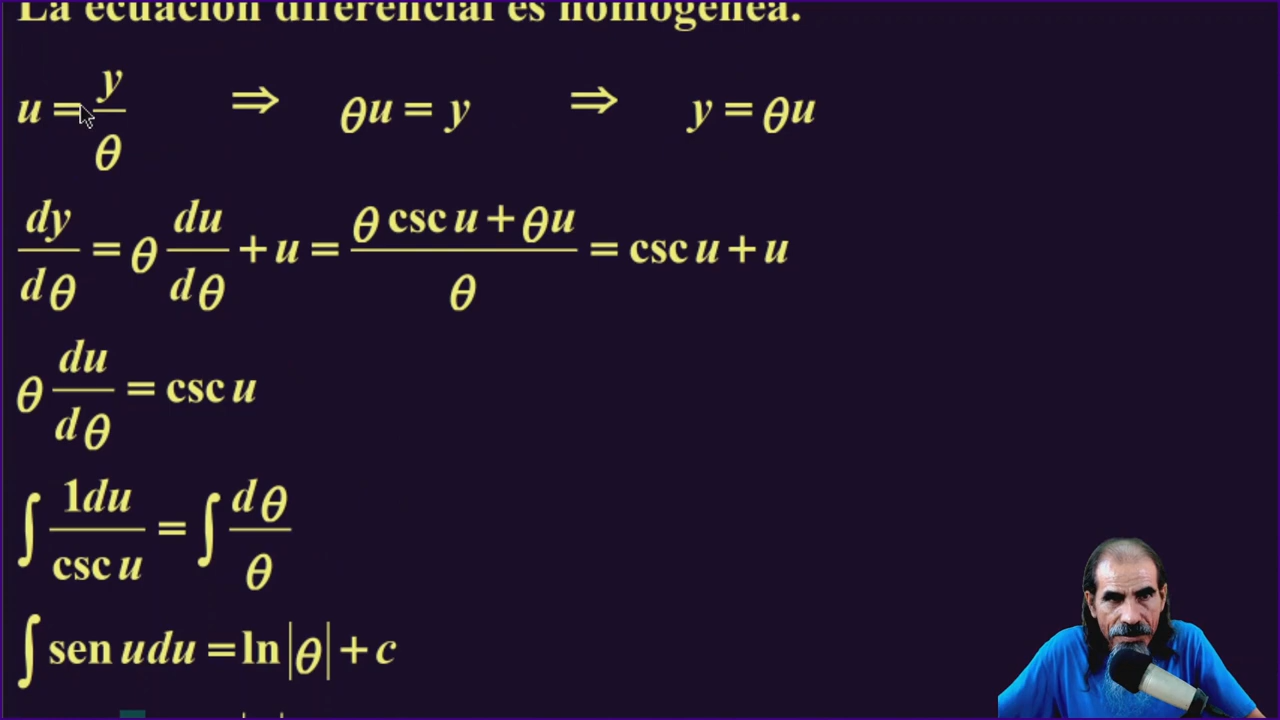 La ecuación diferencial es homogénea.
u = y/θ ⇒ θu = y ⇒ y = θu
dy/dθ = θ du/dθ + u = (θ csc u + θu)/θ = csc u + u
θ du/dθ = csc u
∫ 1du/csc u = ∫ dθ/θ
∫ sen udu = ln|θ| + c